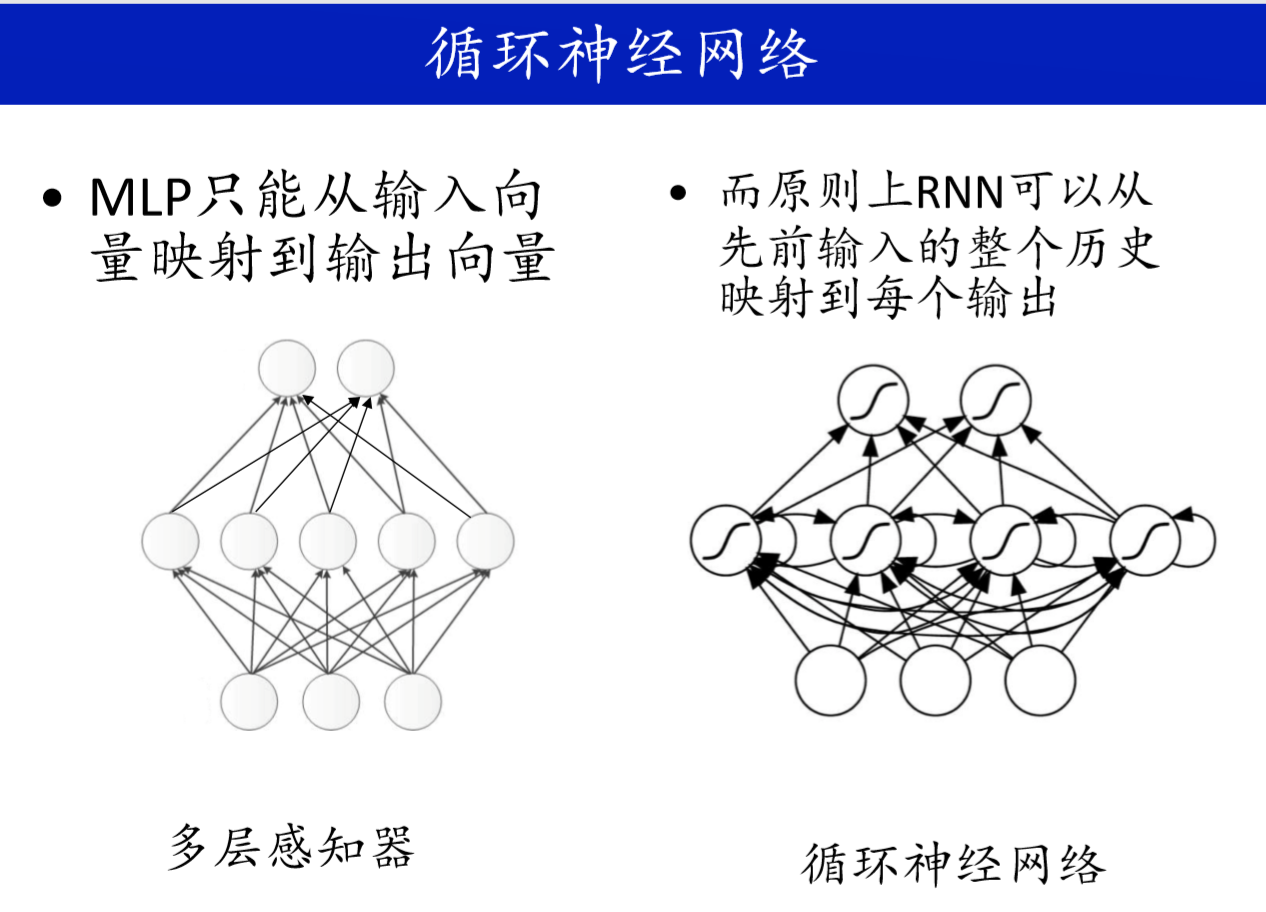 循环神经网络
• MLP只能从输入向
量映射到输出向量
• 而原则上RNN可以从
先前输入的整个历史
映射到每个输出
多层感知器
循环神经网络